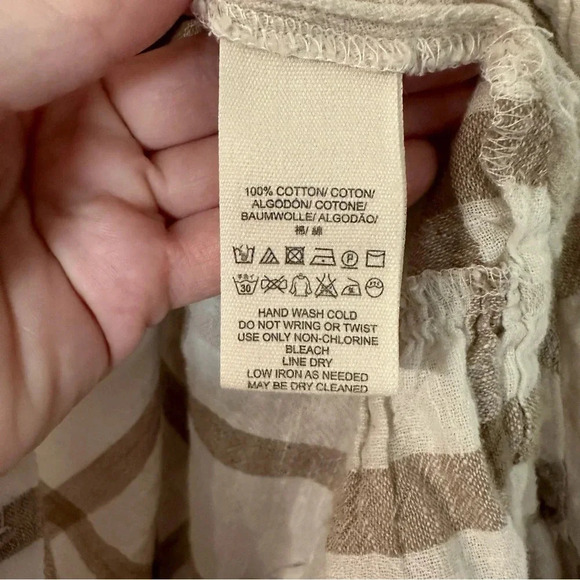 100% COTTON/ COTON/
ALGODÓN/ COTONE/
BAUMWOLLE/ ALGODÃO/
棉/ 綿
P
30
HAND WASH COLD
DO NOT WRING OR TWIST
USE ONLY NON-CHLORINE
BLEACH
LINE DRY
LOW IRON AS NEEDED
MAY BE DRY CLEANED